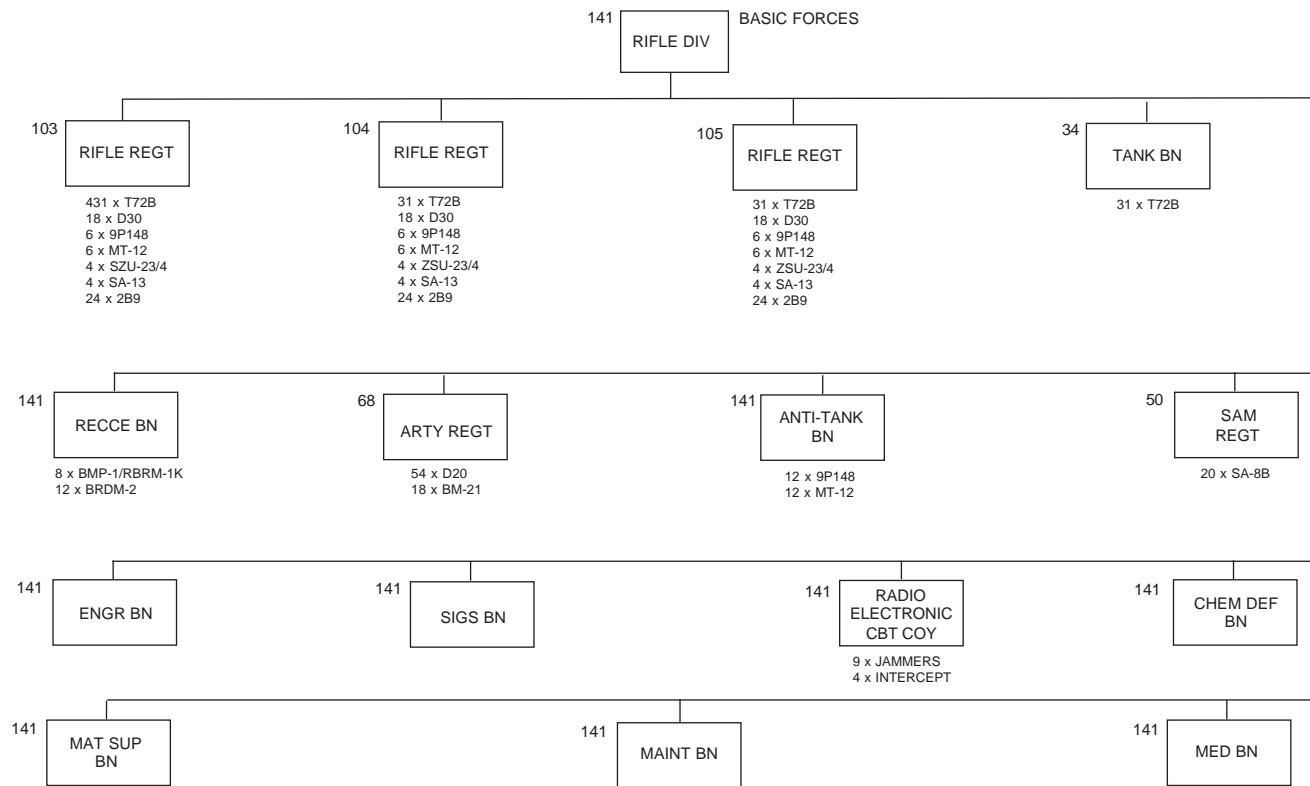 141
BASIC FORCES
RIFLE DIV
103
RIFLE REGT
431 x T72B
18 x D30
6 x 9P148
6 x MT-12
4 x SZU-23/4
4 x SA-13
24 x 2B9
104
RIFLE REGT
31 x T72B
18 x D30
6 x 9P148
6 x MT-12
4 x ZSU-23/4
4 x SA-13
24 x 2B9
105
RIFLE REGT
31 x T72B
18 x D30
6 x 9P148
6 x MT-12
4 x ZSU-23/4
4 x SA-13
24 x 2B9
34
TANK BN
31 x T72B
141
RECCE BN
8 x BMP-1/RBRM-1K
12 x BRDM-2
68
ARTY REGT
54 x D20
18 x BM-21
141
ANTI-TANK
BN
12 x 9P148
12 x MT-12
50
SAM
REGT
20 x SA-8B
141
ENGR BN
141
SIGS BN
141
RADIO
ELECTRONIC
CBT COY
9 x JAMMERS
4 x INTERCEPT
141
CHEM DEF
BN
141
MAT SUP
BN
141
MAINT BN
141
MED BN